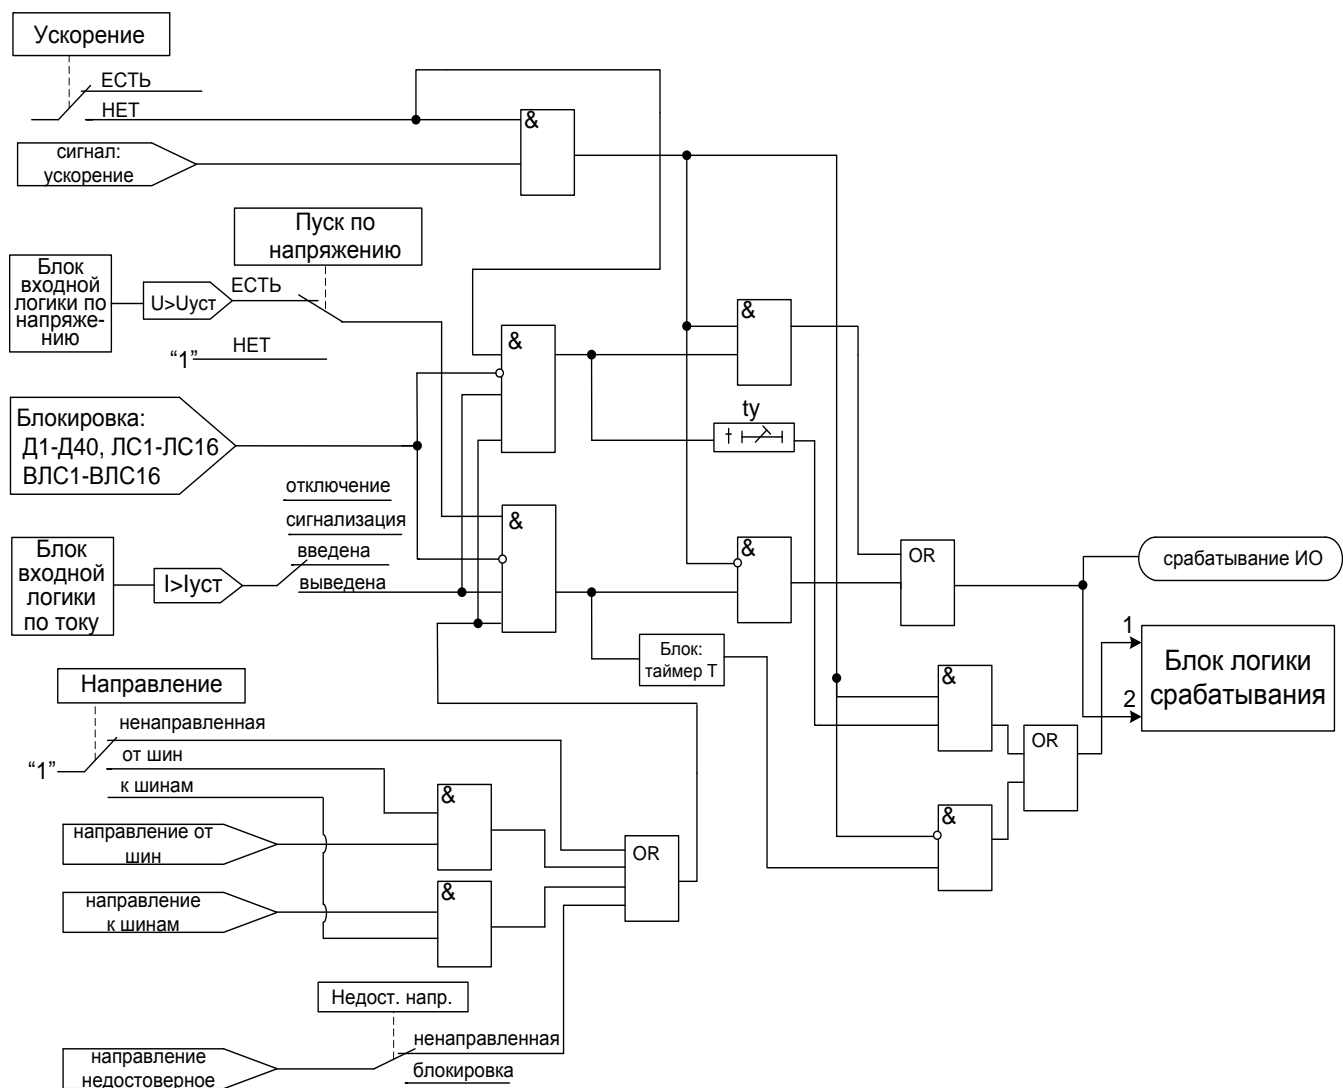 Ускорение
ЕСТЬ
НЕТ
&
сигнал:
ускорение
Пуск по
напряжению
Блок
входной
логики по
напряже-
нию
U>Uуст
ЕСТЬ
“1”
НЕТ
&
&
ty
Блокировка:
Д1-Д40, ЛС1-ЛС16
ВЛС1-ВЛС16
отключение
сигнализация
введена
выведена
Блок
входной
логики
по току
I>Iуст
&
&
OR
срабатывание ИО
Блок:
таймер Т
1
2
Блок логики
срабатывания
Направление
ненаправленная
“1”
от шин
к шинам
&
OR
&
направление от
шин
&
OR
направление
к шинам
&
Недост. напр.
ненаправленная
блокировка
направление
недостоверное